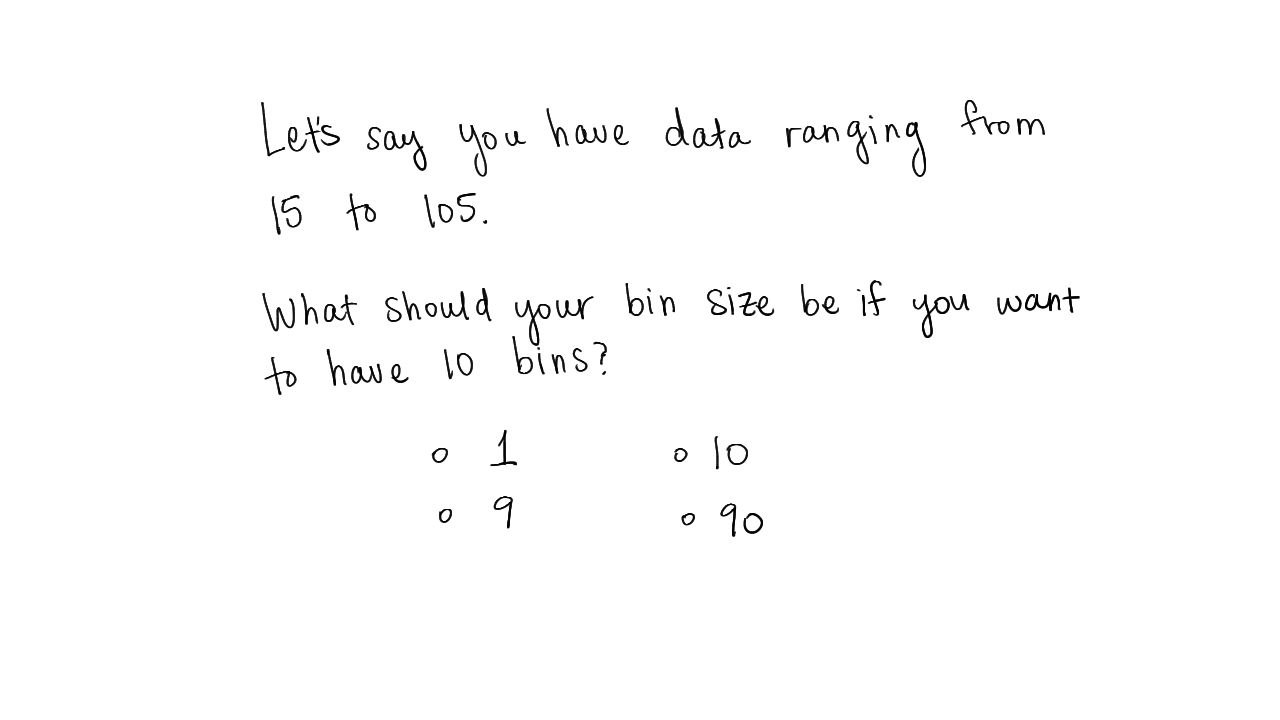 Let's say you have data ranging from
15 to 105.
What should your bin size be if you want
to have 10 bins?
o 1 o 10
o 9 o 90